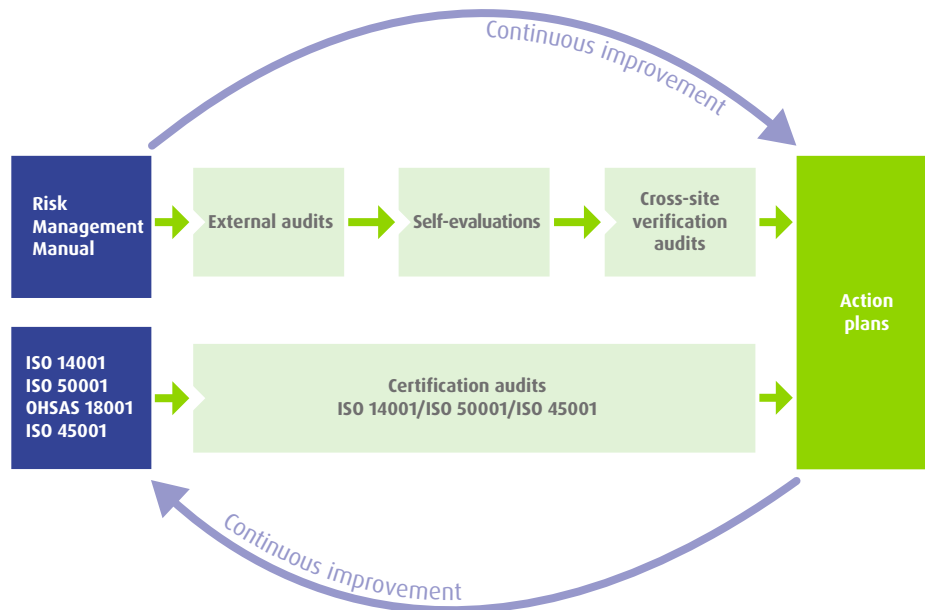 Continuous improvement
Risk
Management
Manual
External audits
Self-evaluations
Cross-site
verification
audits
Action
plans
ISO 14001
ISO 50001
OHSAS 18001
ISO 45001
Certification audits
ISO 14001/ISO 50001/ISO 45001
Continuous improvement